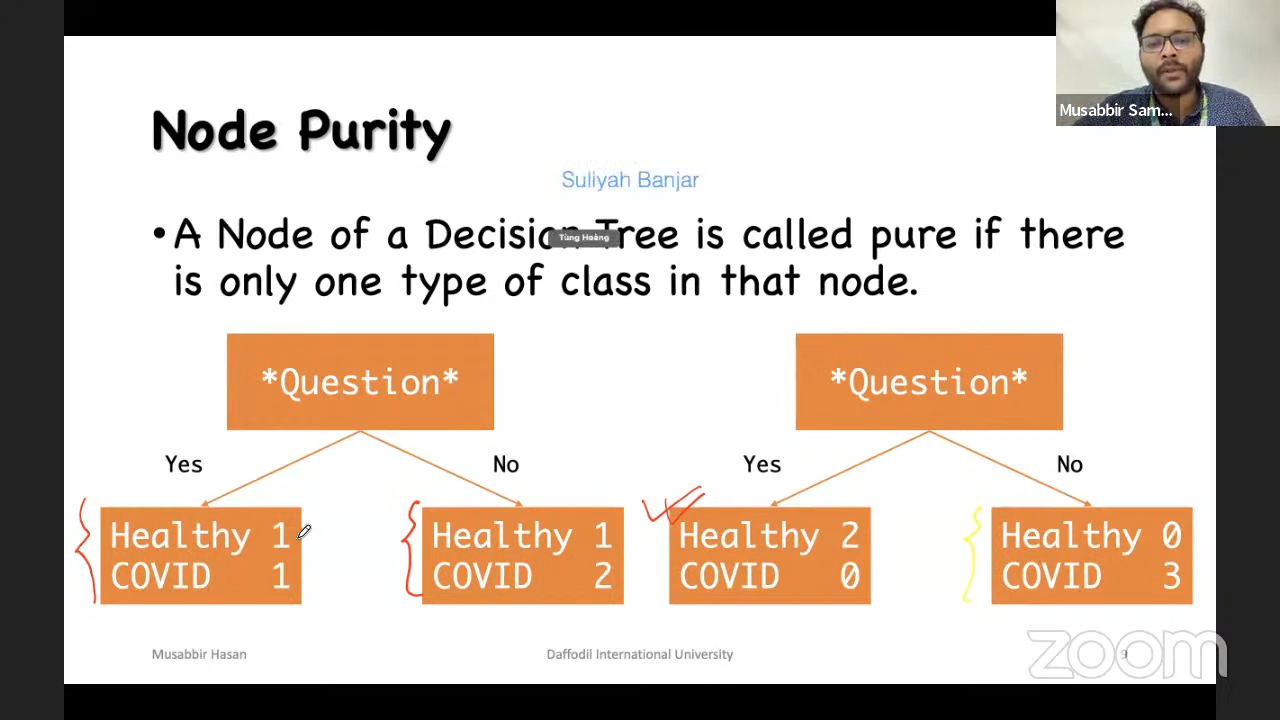 Musabbir Sam...
Node Purity
Suliyah Banjar
• A Node of a Decision Tree is called pure if there
Tùng Hoàng
is only one type of class in that node.
*Question*
Yes
No
Healthy 1
COVID 1
Healthy 1
COVID 2
*Question*
Yes
No
Healthy 2
COVID 0
Healthy 0
COVID 3
Musabbir Hasan
Daffodil International University
9
zoom